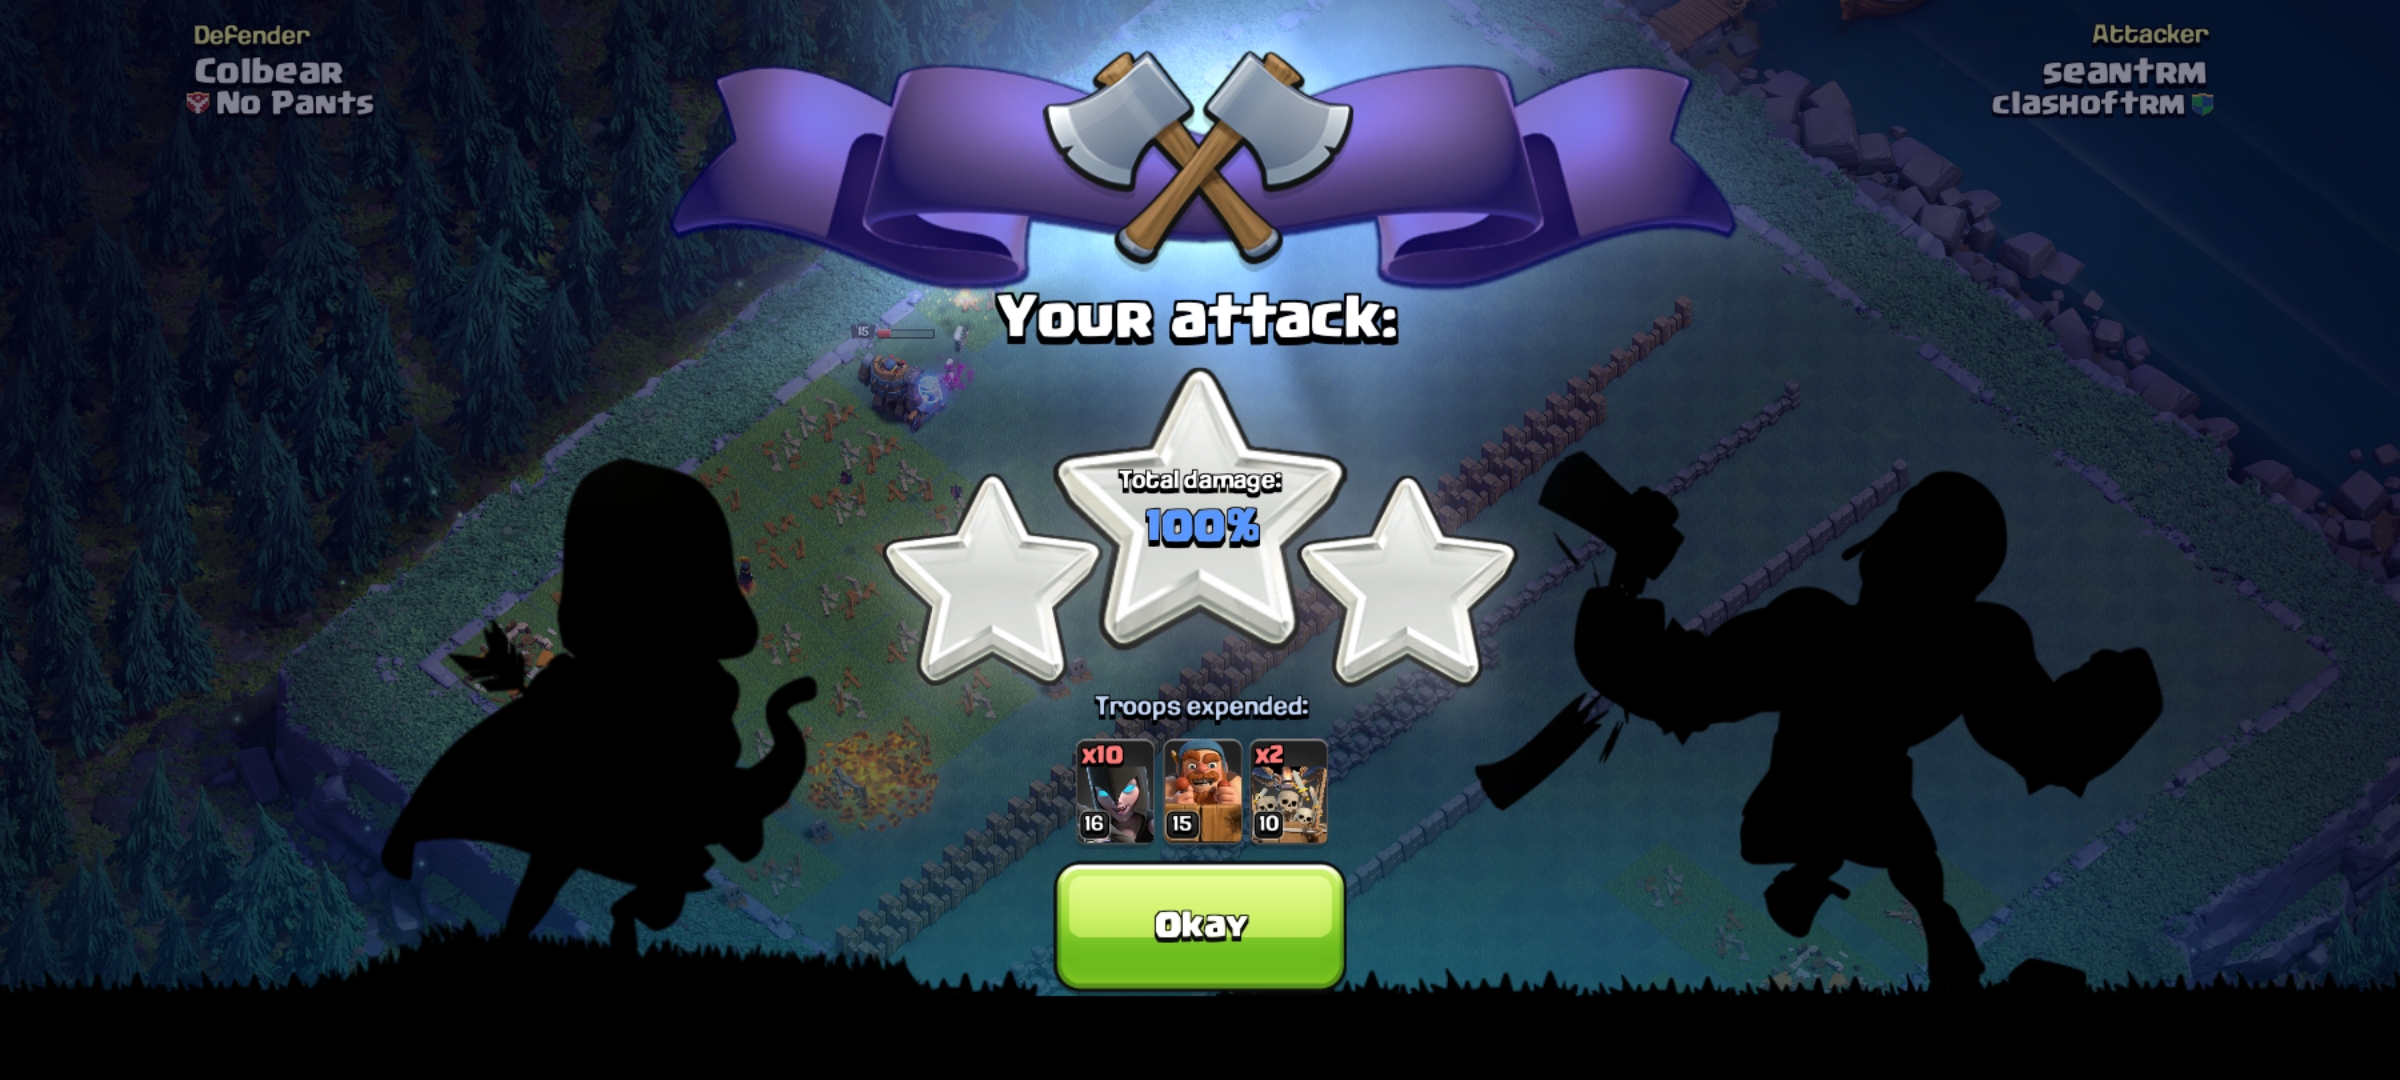 Defender
Colbear
No Pants
Attacker
seantrm
clashoftrm
Your attack:
15
Total damage:
100%
Troops expended:
x10
16
15
x2
10
Okay